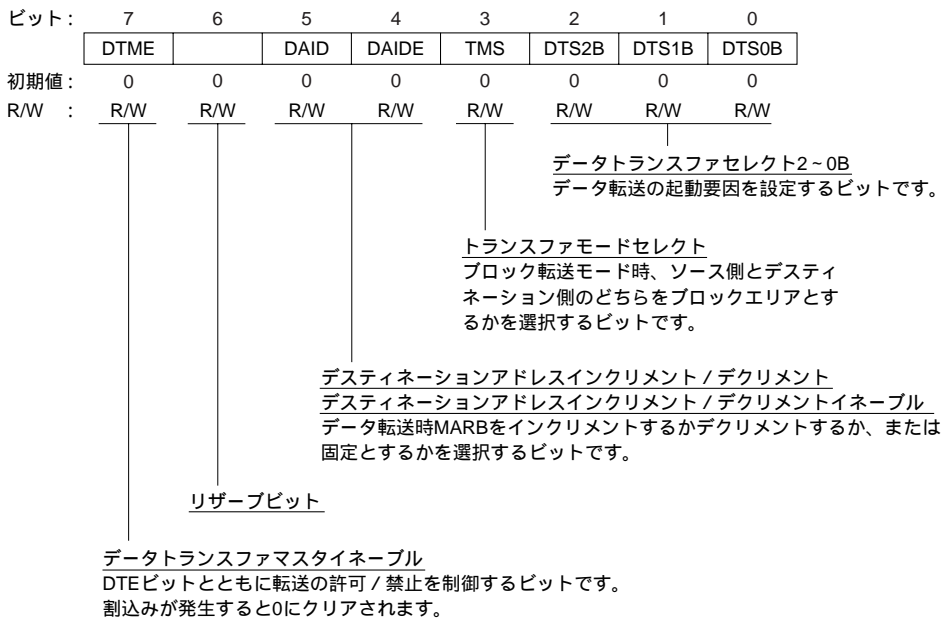 ビット： 7 6 5 4 3 2 1 0
DTME DAID DAIDE TMS DTS2B DTS1B DTS0B
初期値： 0 0 0 0 0 0 0 0
R/W ： R/W R/W R/W R/W R/W R/W R/W R/W
データトランスファセレクト2～0B
データ転送の起動要因を設定するビットです。
トランスファモードセレクト
ブロック転送モード時、ソース側とデスティ
ネーション側のどちらをブロックエリアとす
るかを選択するビットです。
デスティネーションアドレスインクリメント／デクリメント
デスティネーションアドレスインクリメント／デクリメントイネーブル
データ転送時MARBをインクリメントするかデクリメントするか、または
固定とするかを選択するビットです。
リザーブビット
データトランスファマスタイネーブル
DTEビットとともに転送の許可／禁止を制御するビットです。
割込みが発生すると0にクリアされます。